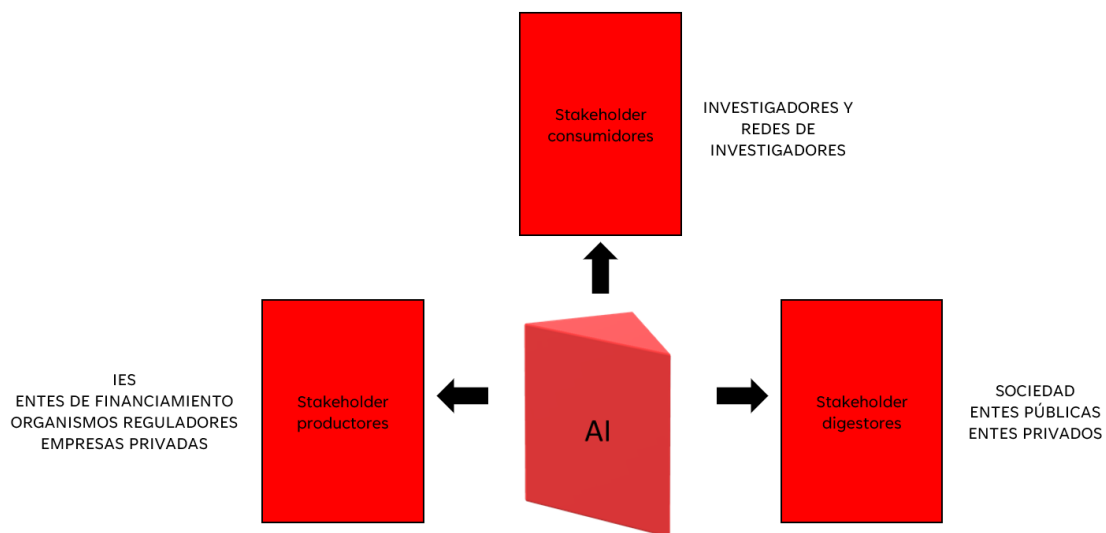 Stakeholder
consumidores
INVESTIGADORES Y
REDES DE
INVESTIGADORES
IES
ENTES DE FINANCIAMIENTO
ORGANISMOS REGULADORES
EMPRESAS PRIVADAS
Stakeholder
productores
AI
Stakeholder
digestores
SOCIEDAD
ENTES PÚBLICAS
ENTES PRIVADOS